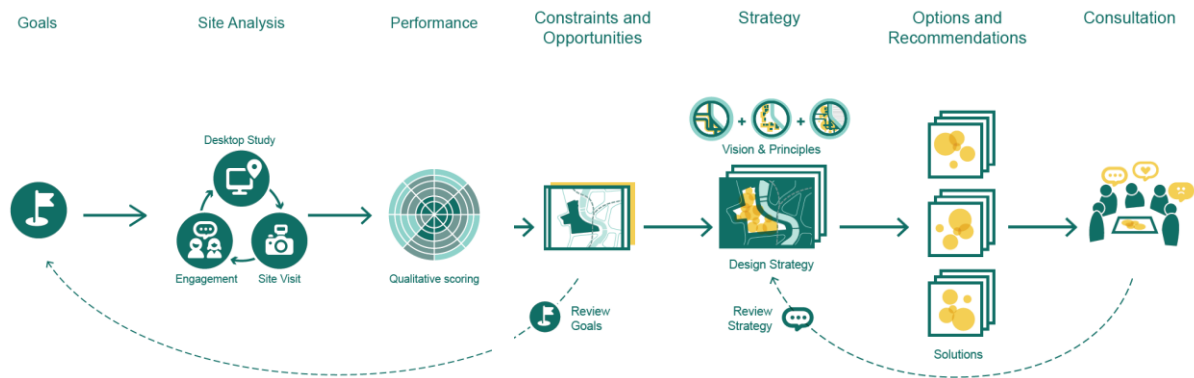 Goals
Site Analysis
Performance
Constraints and
Opportunities
Strategy
Options and
Recommendations
Consultation
Desktop Study
Engagement
Site Visit
Qualitative scoring
Review
Goals
Vision & Principles
Design Strategy
Review
Strategy
Solutions